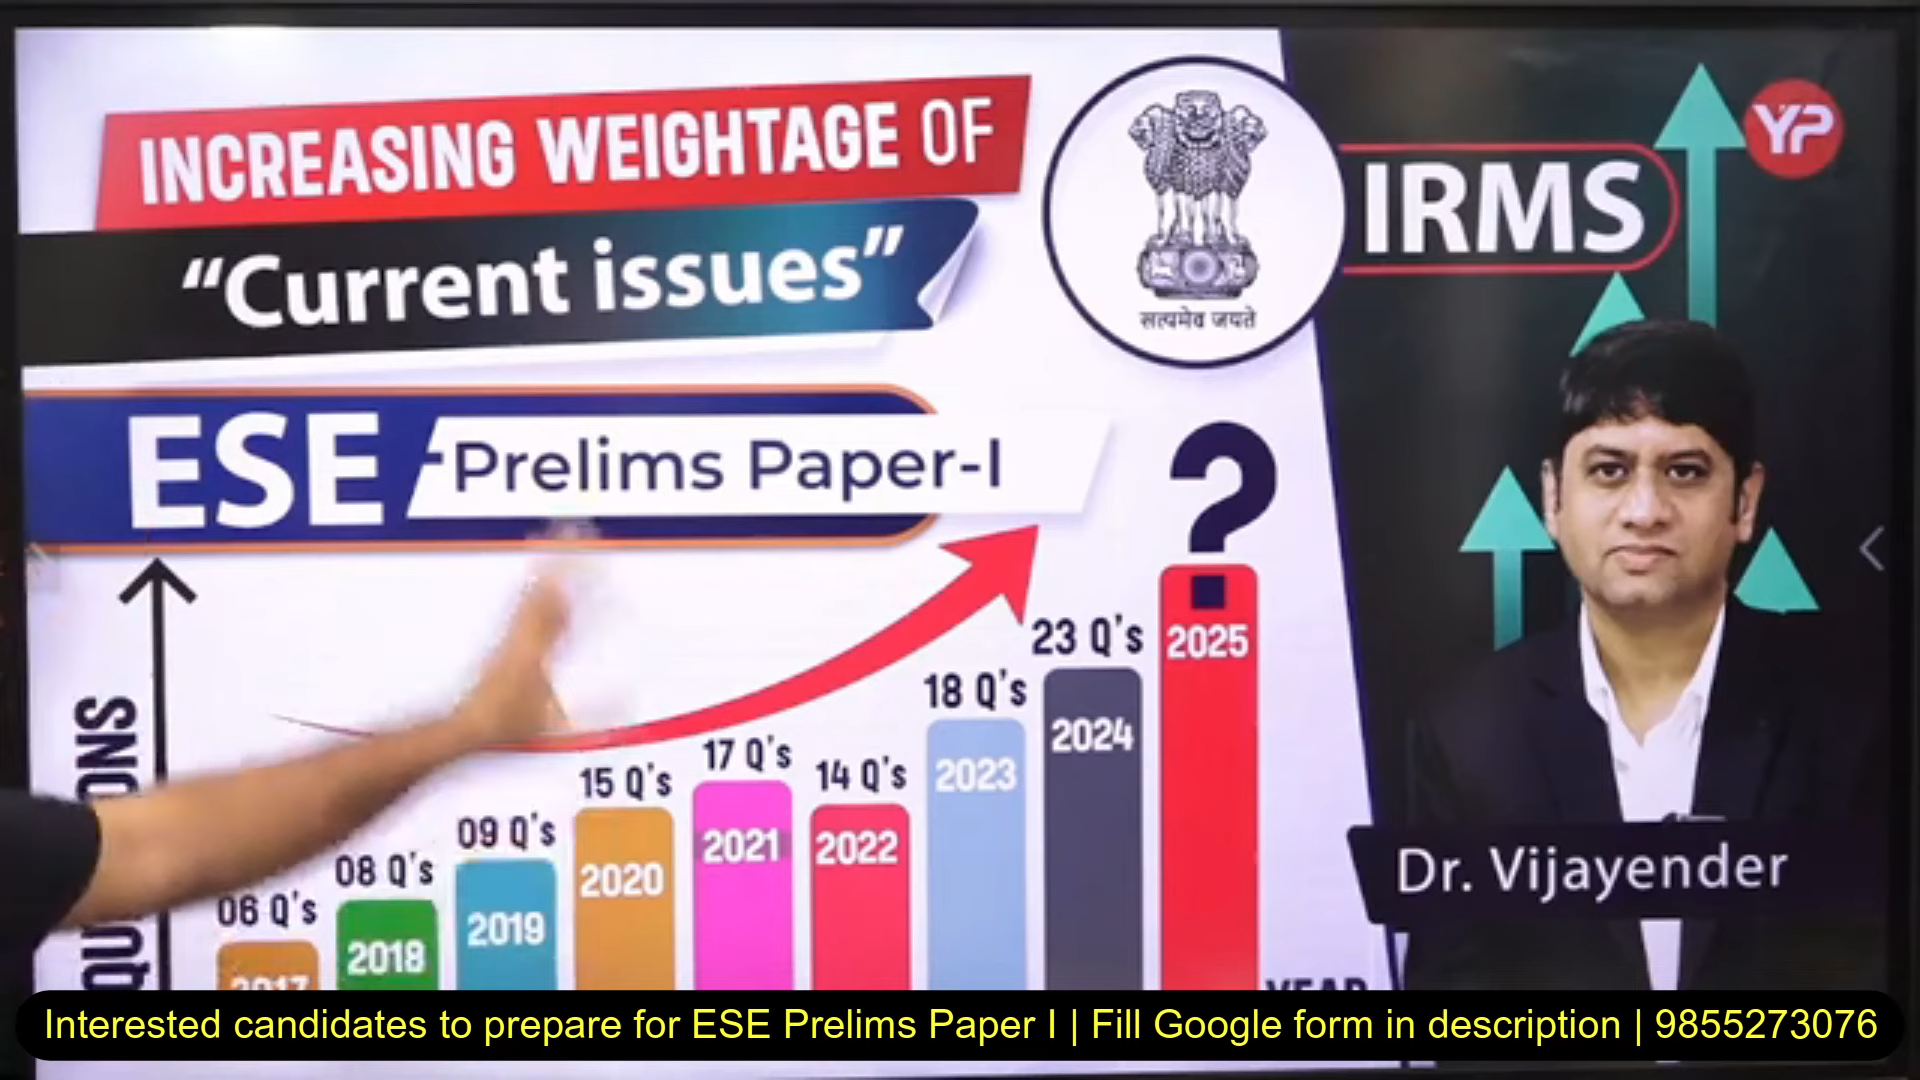 INCREASING WEIGHTAGE OF
“Current issues”
सत्यमेव जयते
IRMS
YP
ESE -Prelims Paper-I
?
23 Q's
2025
18 Q's
2024
17 Q's
2023
15 Q's
14 Q's
09 Q's
2021
2022
08 Q's
2020
Dr. Vijayender
06 Q's
2019
2018
2017
YEAR
Interested candidates to prepare for ESE Prelims Paper I | Fill Google form in description | 9855273076